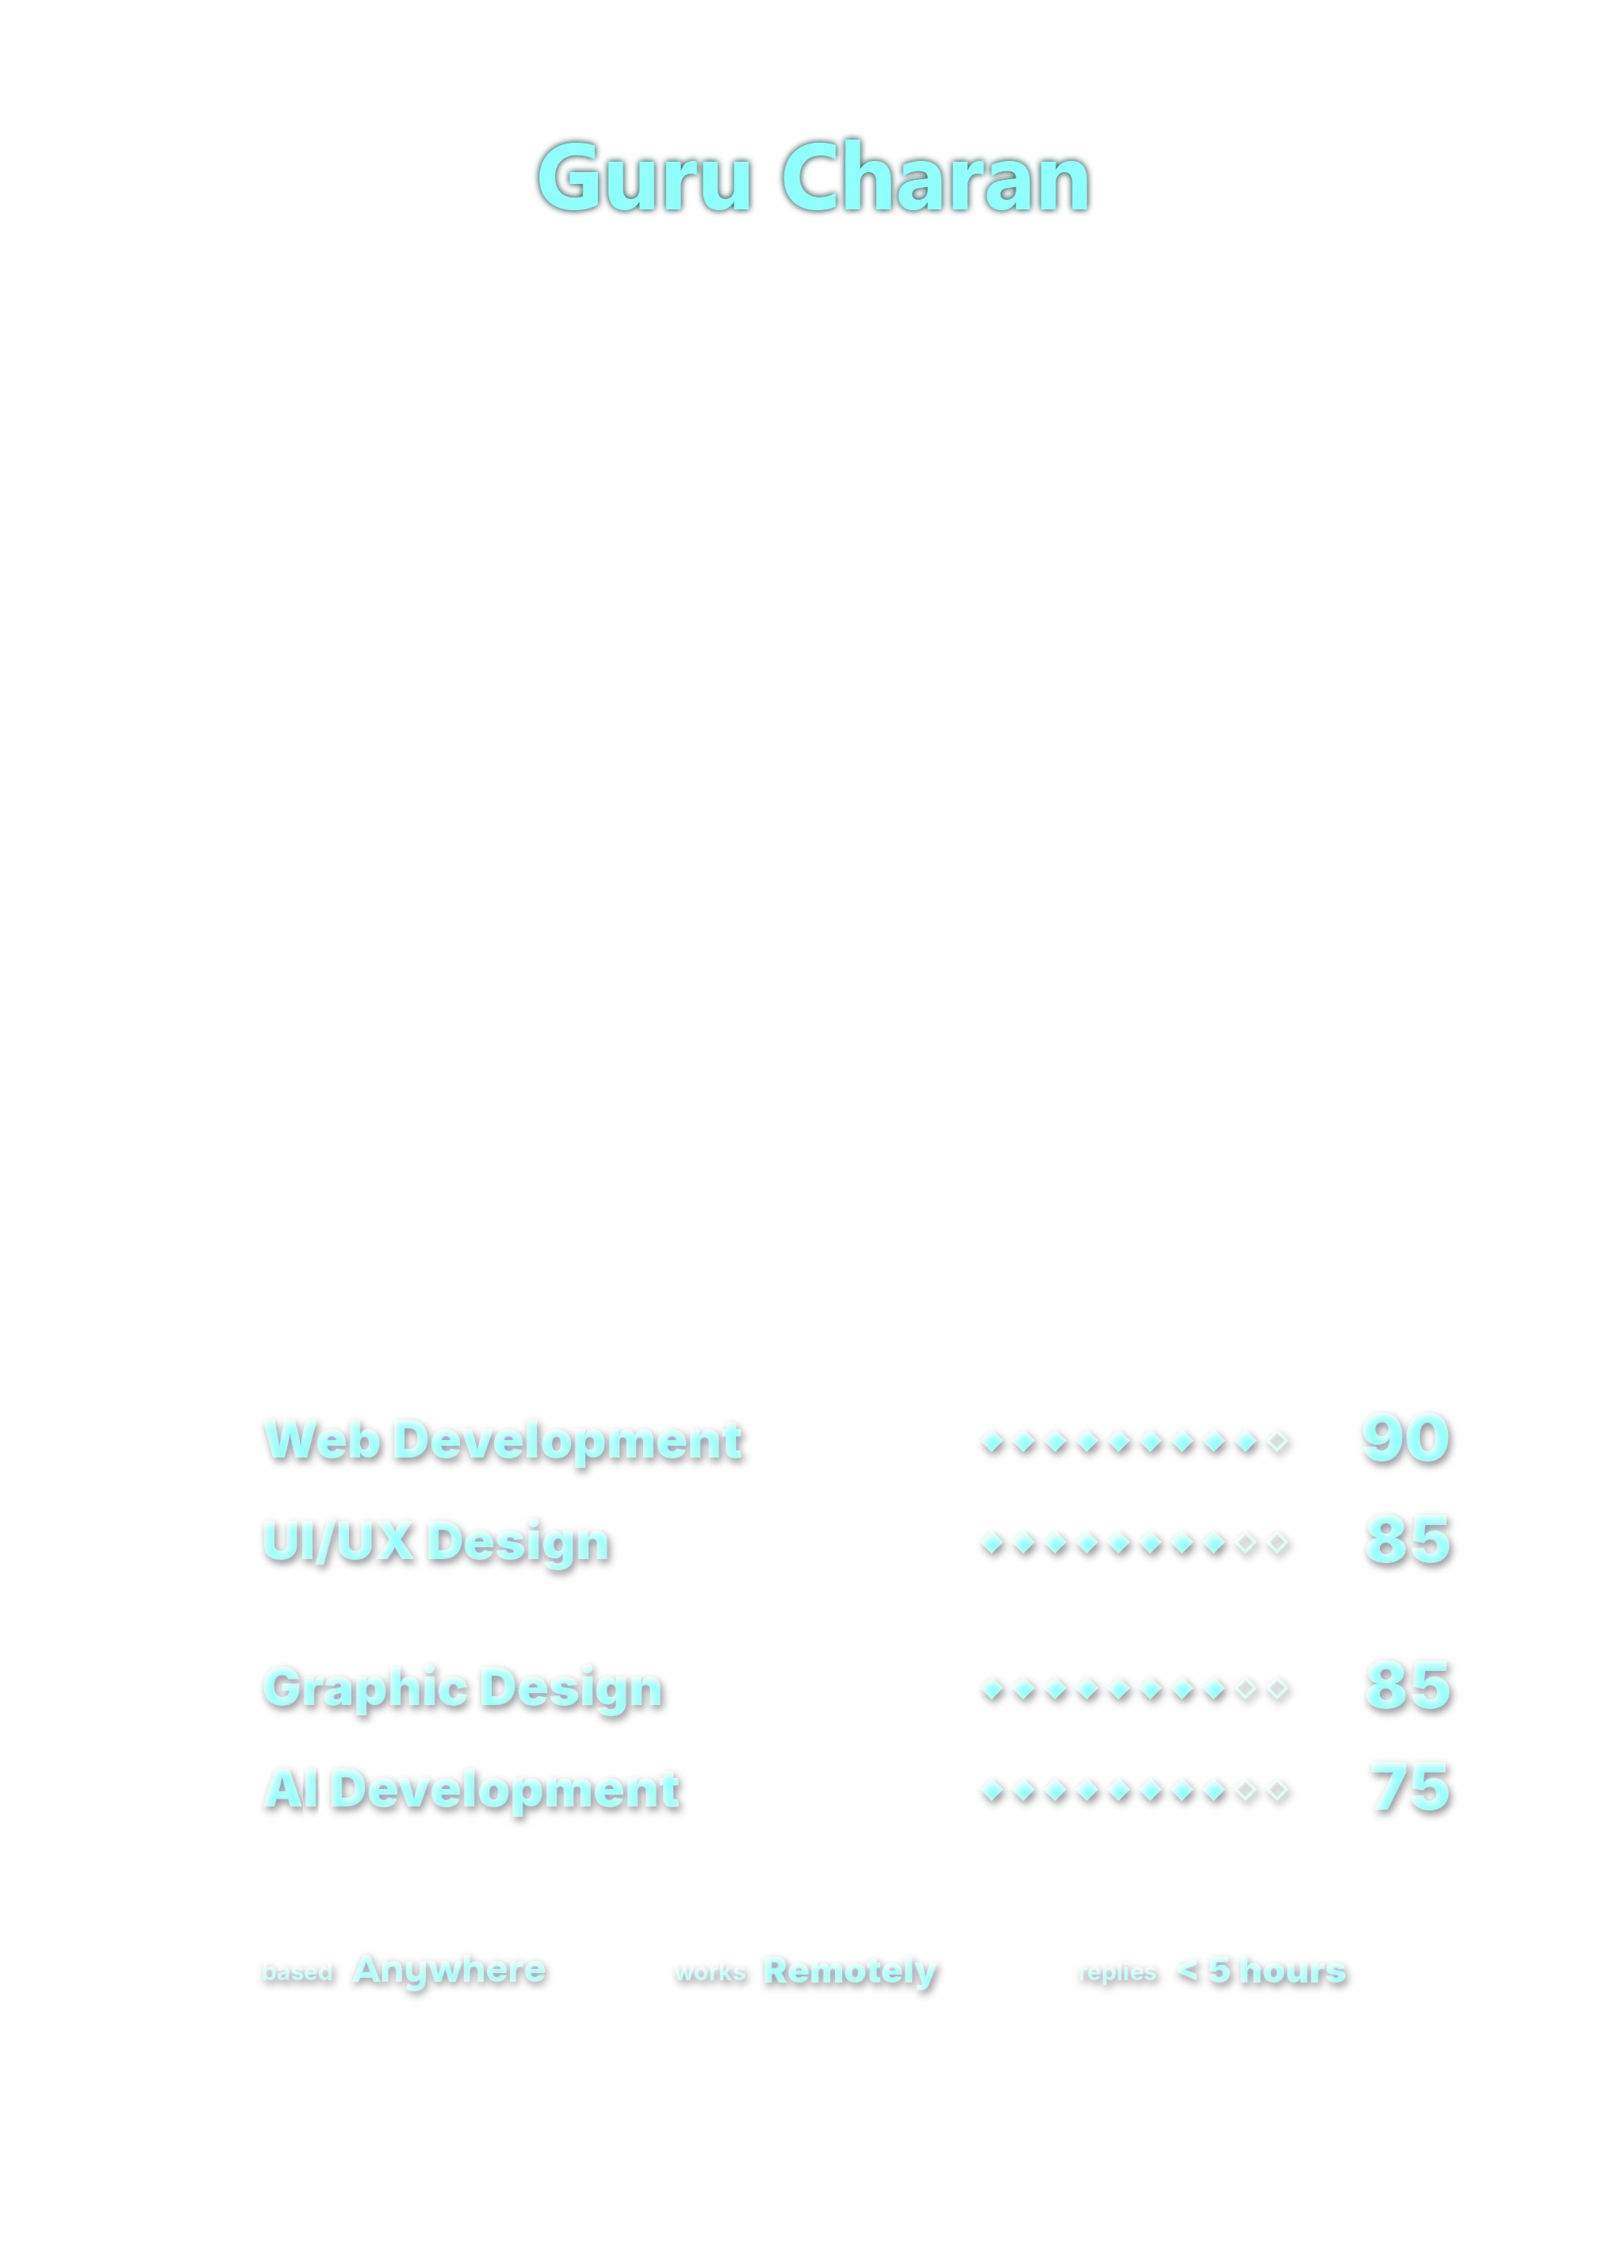 Guru Charan
Web Development ◆◆◆◆◆◆◆◆◆◇ 90
UI/UX Design ◆◆◆◆◆◆◆◆◇◇ 85
Graphic Design ◆◆◆◆◆◆◆◆◇◇ 85
AI Development ◆◆◆◆◆◆◆◆◇◇ 75
based Anywhere works Remotely replies < 5 hours